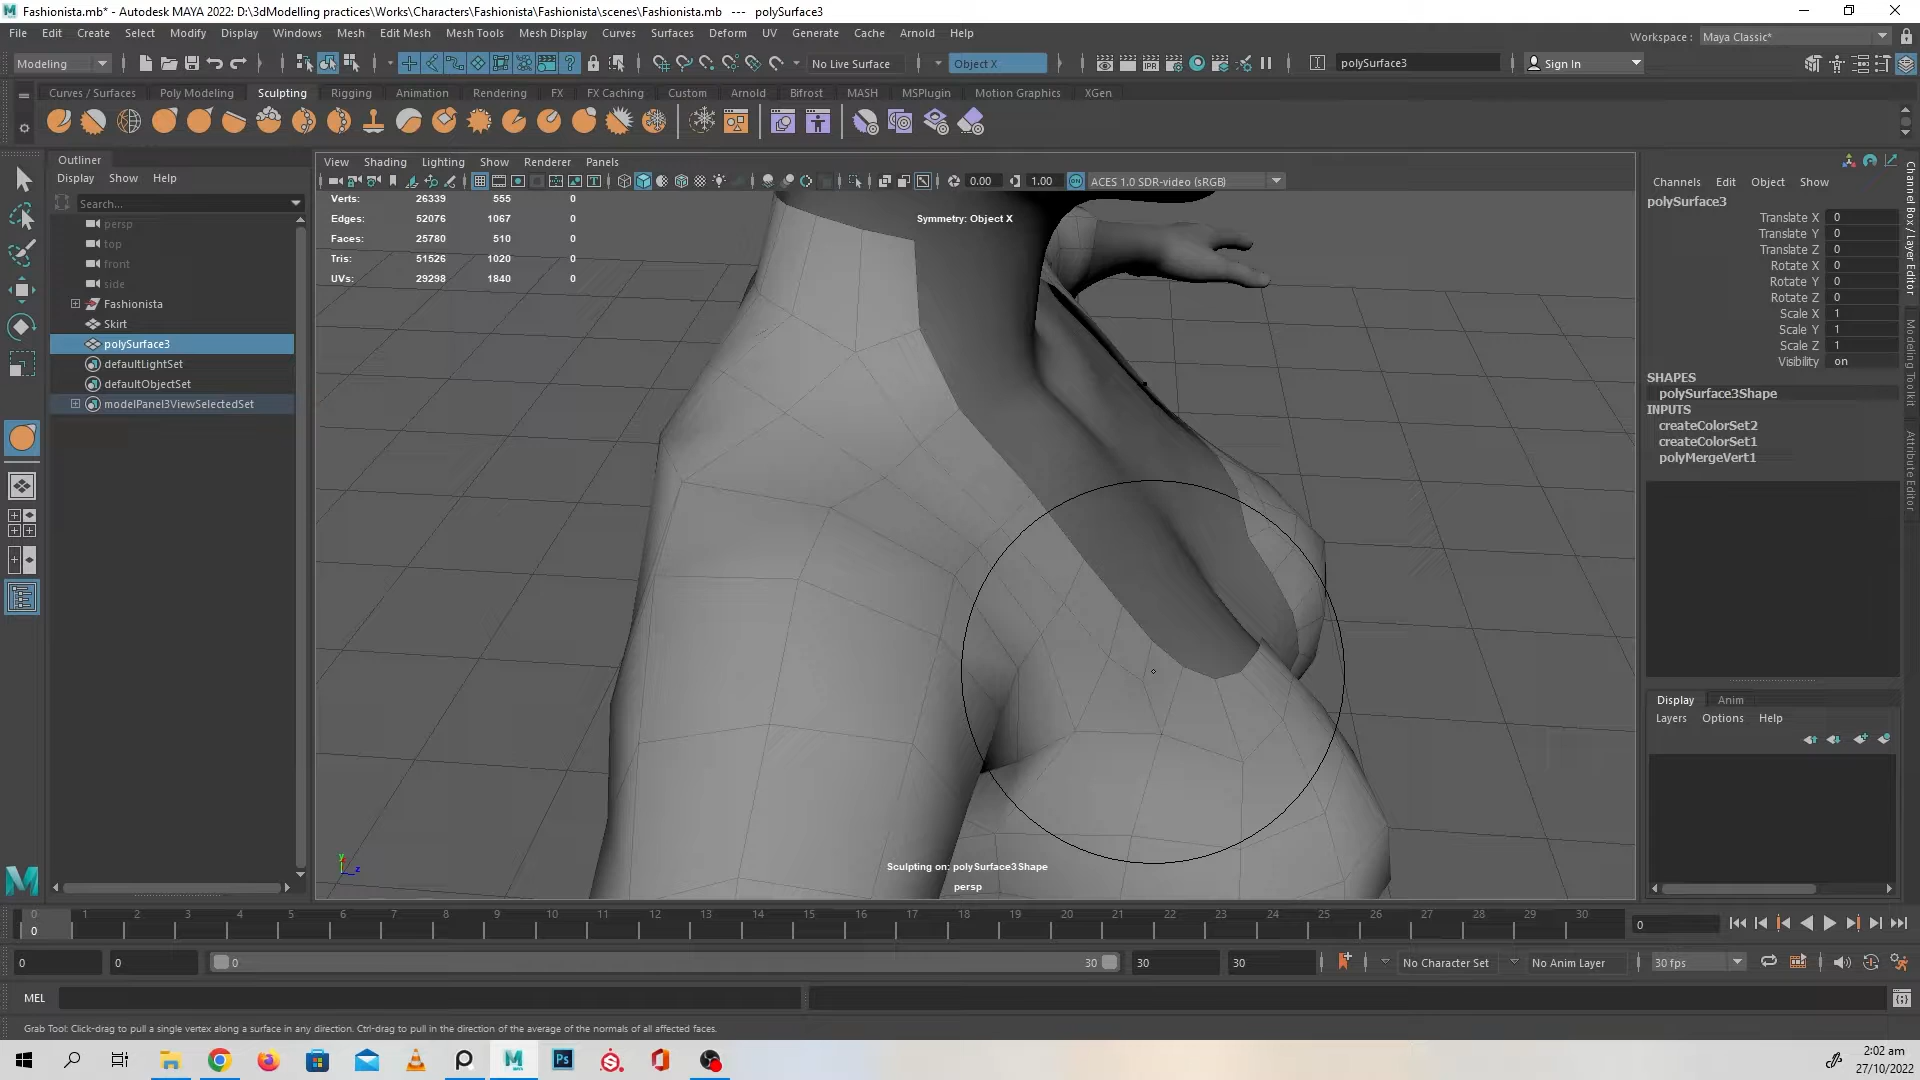 Fashionista.mb* - Autodesk MAYA 2022: D:\3dModelling practices\Works\Characters\Fashionista\Fashionista\scenes\Fashionista.mb --- polySurface3
File Edit Create Select Modify Display Windows Mesh Edit Mesh Mesh Tools Mesh Display Curves Surfaces Deform UV Generate Cache Arnold Help
Workspace : Maya Classic*
Modeling No Live Surface Object X polySurface3 Sign In
Curves / Surfaces Poly Modeling Sculpting Rigging Animation Rendering FX FX Caching Custom Arnold Bifrost MASH MSPlugin Motion Graphics XGen
Outliner
Display Show Help
Search...
persp
top
front
side
Fashionista
Skirt
polySurface3
defaultLightSet
defaultObjectSet
modelPanel3ViewSelectedSet
View Shading Lighting Show Renderer Panels
0.00 1.00 ACES 1.0 SDR-video (sRGB)
Verts: 26339 555 0
Edges: 52076 1067 0
Faces: 25780 510 0
Tris: 51526 1020 0
UVs: 29298 1840 0
Symmetry: Object X
Sculpting on: polySurface3Shape
persp
Channels Edit Object Show
polySurface3
Translate X 0
Translate Y 0
Translate Z 0
Rotate X 0
Rotate Y 0
Rotate Z 0
Scale X 1
Scale Y 1
Scale Z 1
Visibility on
SHAPES
polySurface3Shape
INPUTS
createColorSet2
createColorSet1
polyMergeVert1
Channel Box / Layer Editor
Modeling Toolkit
Attribute Editor
Display Anim
Layers Options Help
0 1 2 3 4 5 6 7 8 9 10 11 12 13 14 15 16 17 18 19 20 21 22 23 24 25 26 27 28 29 30
0
0
0 0 0 30 30 30 No Character Set No Anim Layer 30 fps
MEL
Grab Tool: Click-drag to pull a single vertex along a surface in any direction. Ctrl-drag to pull in the direction of the average of the normals of all affected faces.
2:02 am
27/10/2022